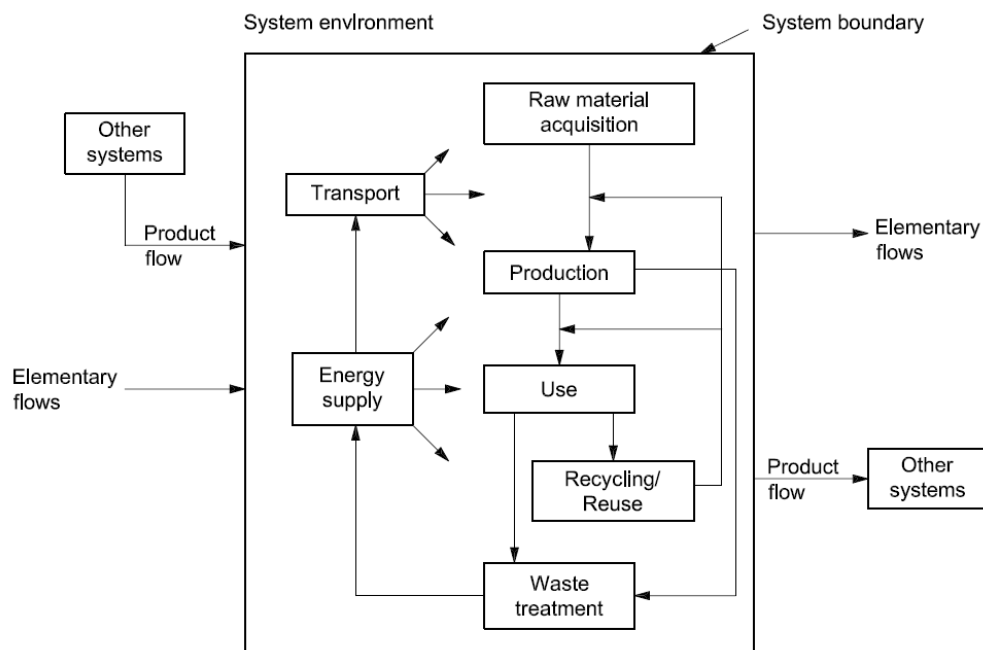 System environment
System boundary
Raw material
acquisition
Other
systems
Transport
Product
flow
Elementary
flows
Production
Energy
supply
Elementary
flows
Use
Recycling/
Reuse
Product
flow
Other
systems
Waste
treatment